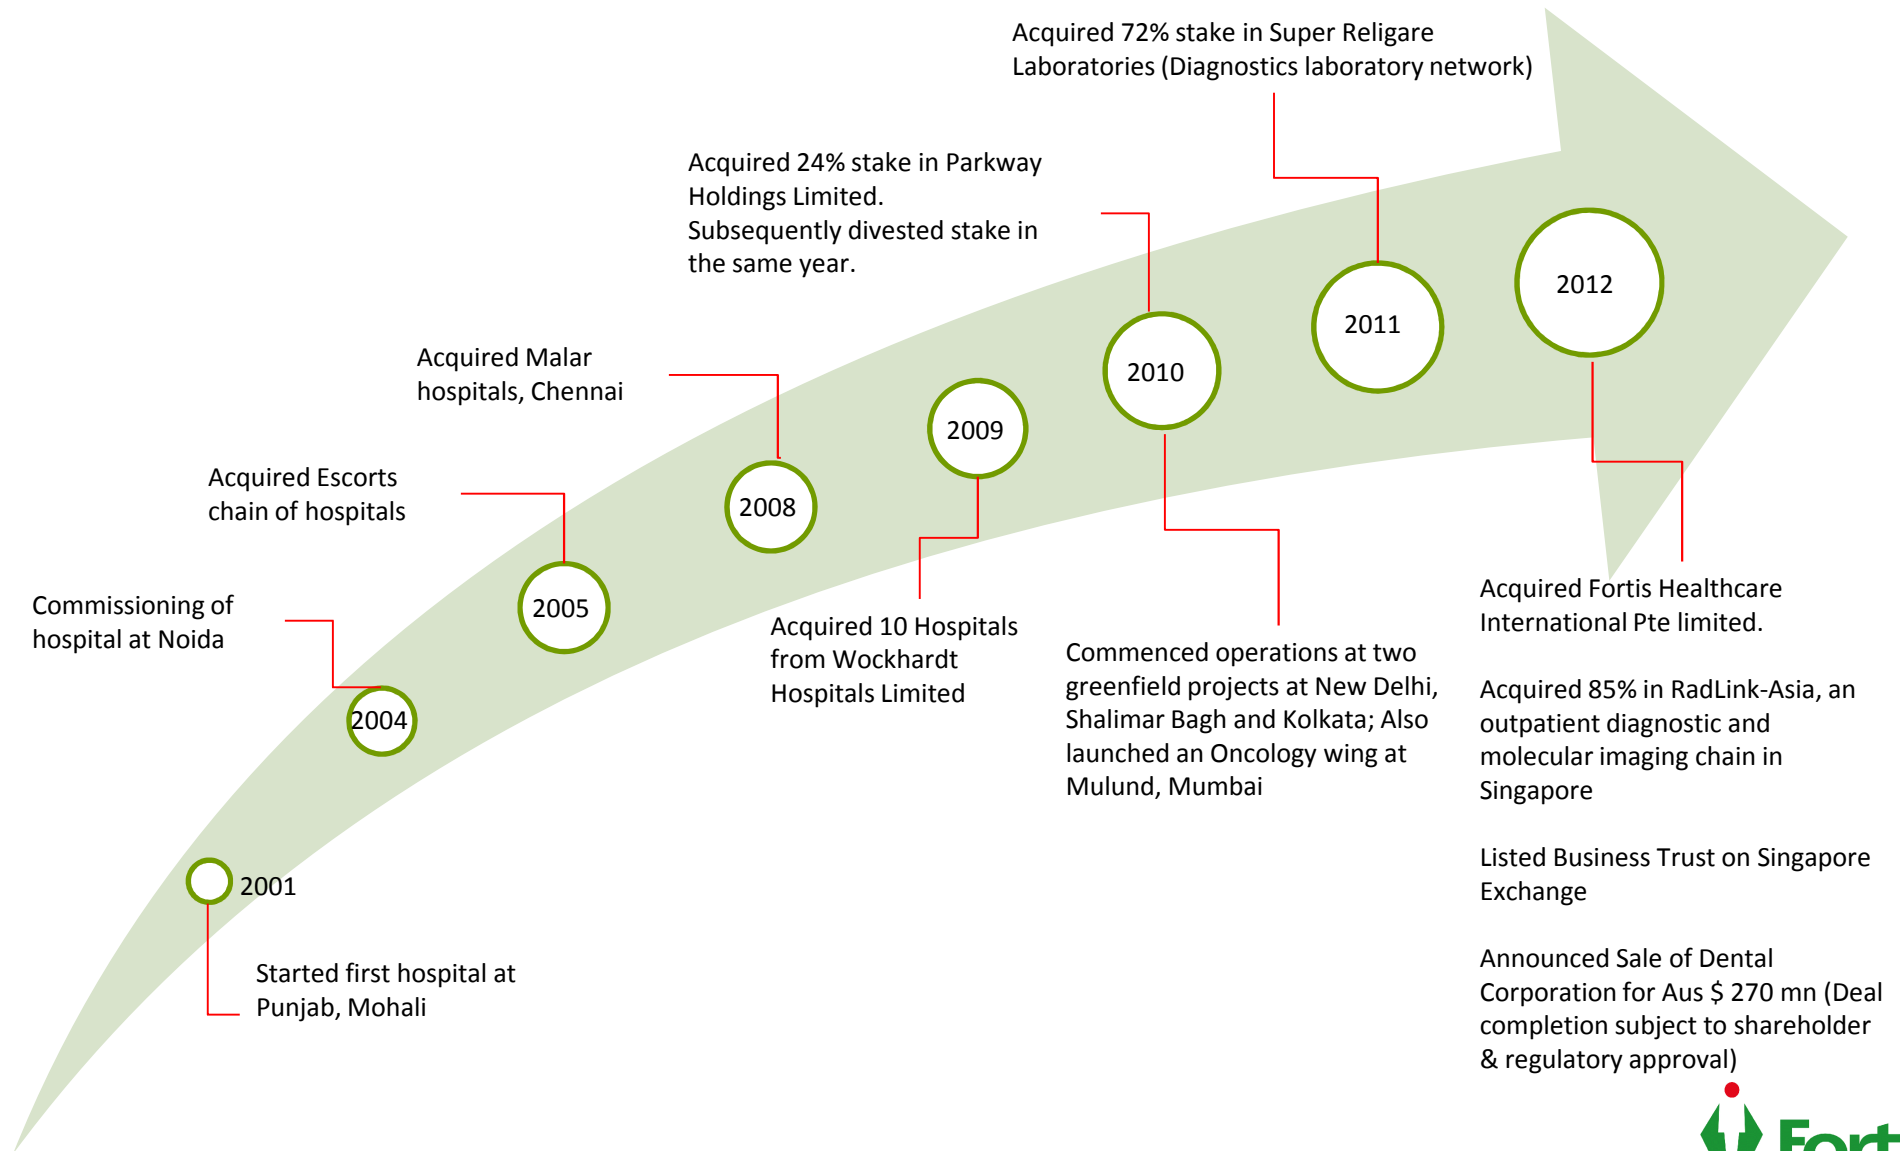 Acquired 72% stake in Super Religare
Laboratories (Diagnostics laboratory network)
Acquired 24% stake in Parkway
Holdings Limited.
Subsequently divested stake in
the same year.
Acquired Malar
hospitals, Chennai
Acquired Escorts
chain of hospitals
Commissioning of
hospital at Noida
2001
2004
2005
2008
2009
2010
2011
2012
Started first hospital at
Punjab, Mohali
Acquired 10 Hospitals
from Wockhardt
Hospitals Limited
Commenced operations at two
greenfield projects at New Delhi,
Shalimar Bagh and Kolkata; Also
launched an Oncology wing at
Mulund, Mumbai
Acquired Fortis Healthcare
International Pte limited.
Acquired 85% in RadLink-Asia, an
outpatient diagnostic and
molecular imaging chain in
Singapore
Listed Business Trust on Singapore
Exchange
Announced Sale of Dental
Corporation for Aus $ 270 mn (Deal
completion subject to shareholder
& regulatory approval)